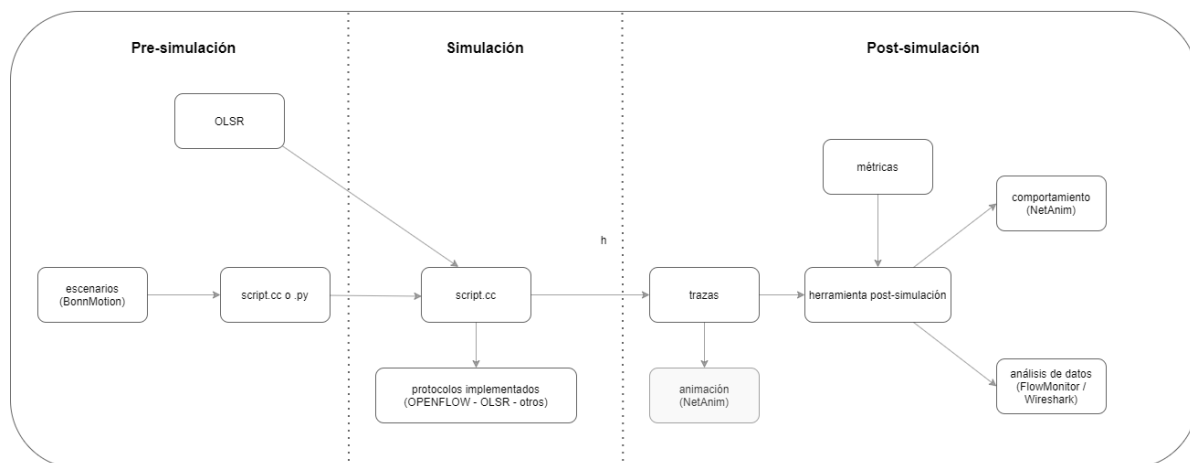 Pre-simulación
Simulación
Post-simulación
OLSR
métricas
comportamiento
(NetAnim)
h
escenarios
(BonnMotion)
script.cc o .py
script.cc
trazas
herramienta post-simulación
protocolos implementados
(OPENFLOW - OLSR - otros)
animación
(NetAnim)
análisis de datos
(FlowMonitor /
Wireshark)